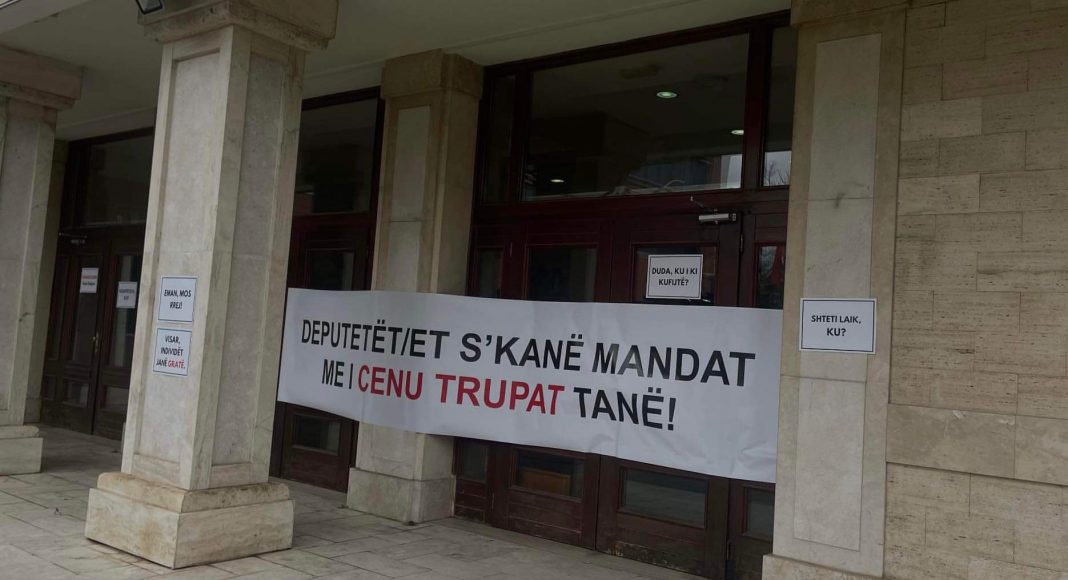 EMAN, MOS
RREJ!
VISAR,
INDIVIDËT
JANË GRATË.
DEPUTETËT/ET S'KANË MANDAT
ME I CENU TRUPAT TANË!
DUDA, KU I KI
KUFIJTË?
SHTETI LAIK,
KU?